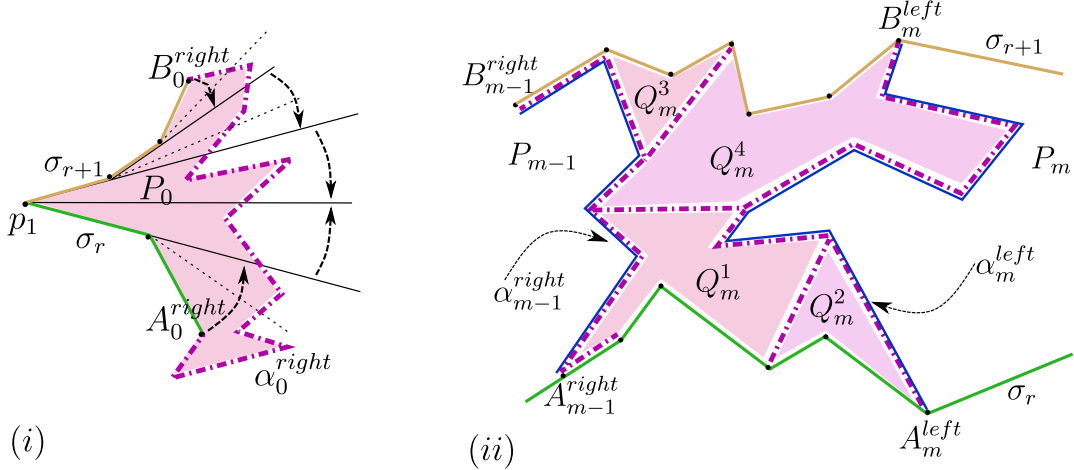 B_0^{right}
σ_{r+1}
P_0
p_1
σ_r
A_0^{right}
α_0^{right}
(i)
B_m^{left}
σ_{r+1}
B_{m-1}^{right}
Q_m^3
P_{m-1}
Q_m^4
P_m
α_{m-1}^{right}
Q_m^1
Q_m^2
α_m^{left}
A_{m-1}^{right}
σ_r
A_m^{left}
(ii)